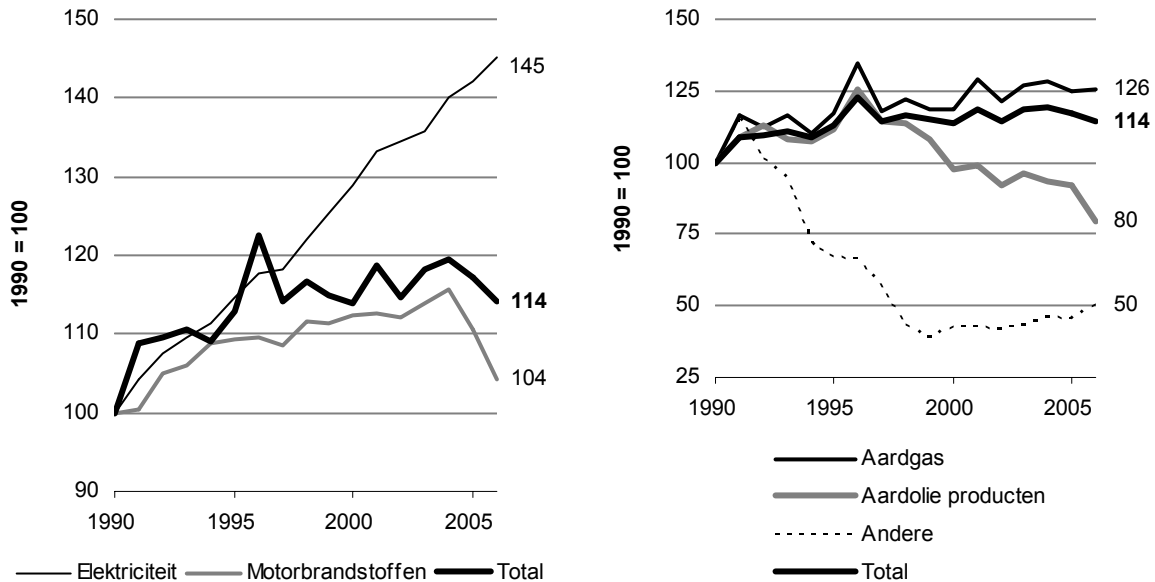 150
140
130
120
110
100
90
1990 = 100
145
114
104
1990 1995 2000 2005
Elektriciteit Motorbrandstoffen Total
150
125
100
75
50
25
1990 = 100
126
114
80
50
1990 1995 2000 2005
Aardgas
Aardolie producten
Andere
Total